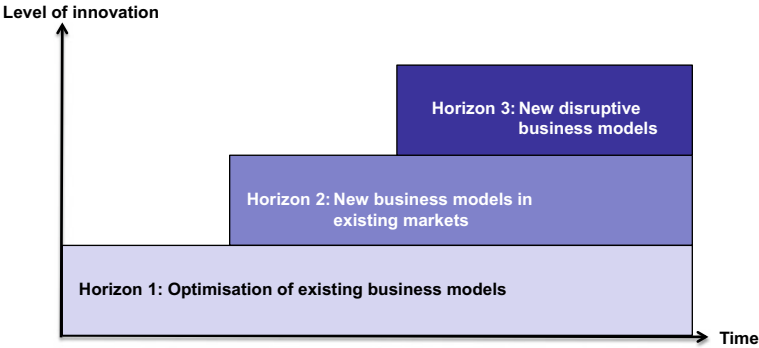 Level of innovation
Horizon 3: New disruptive
business models
Horizon 2: New business models in
existing markets
Horizon 1: Optimisation of existing business models
Time